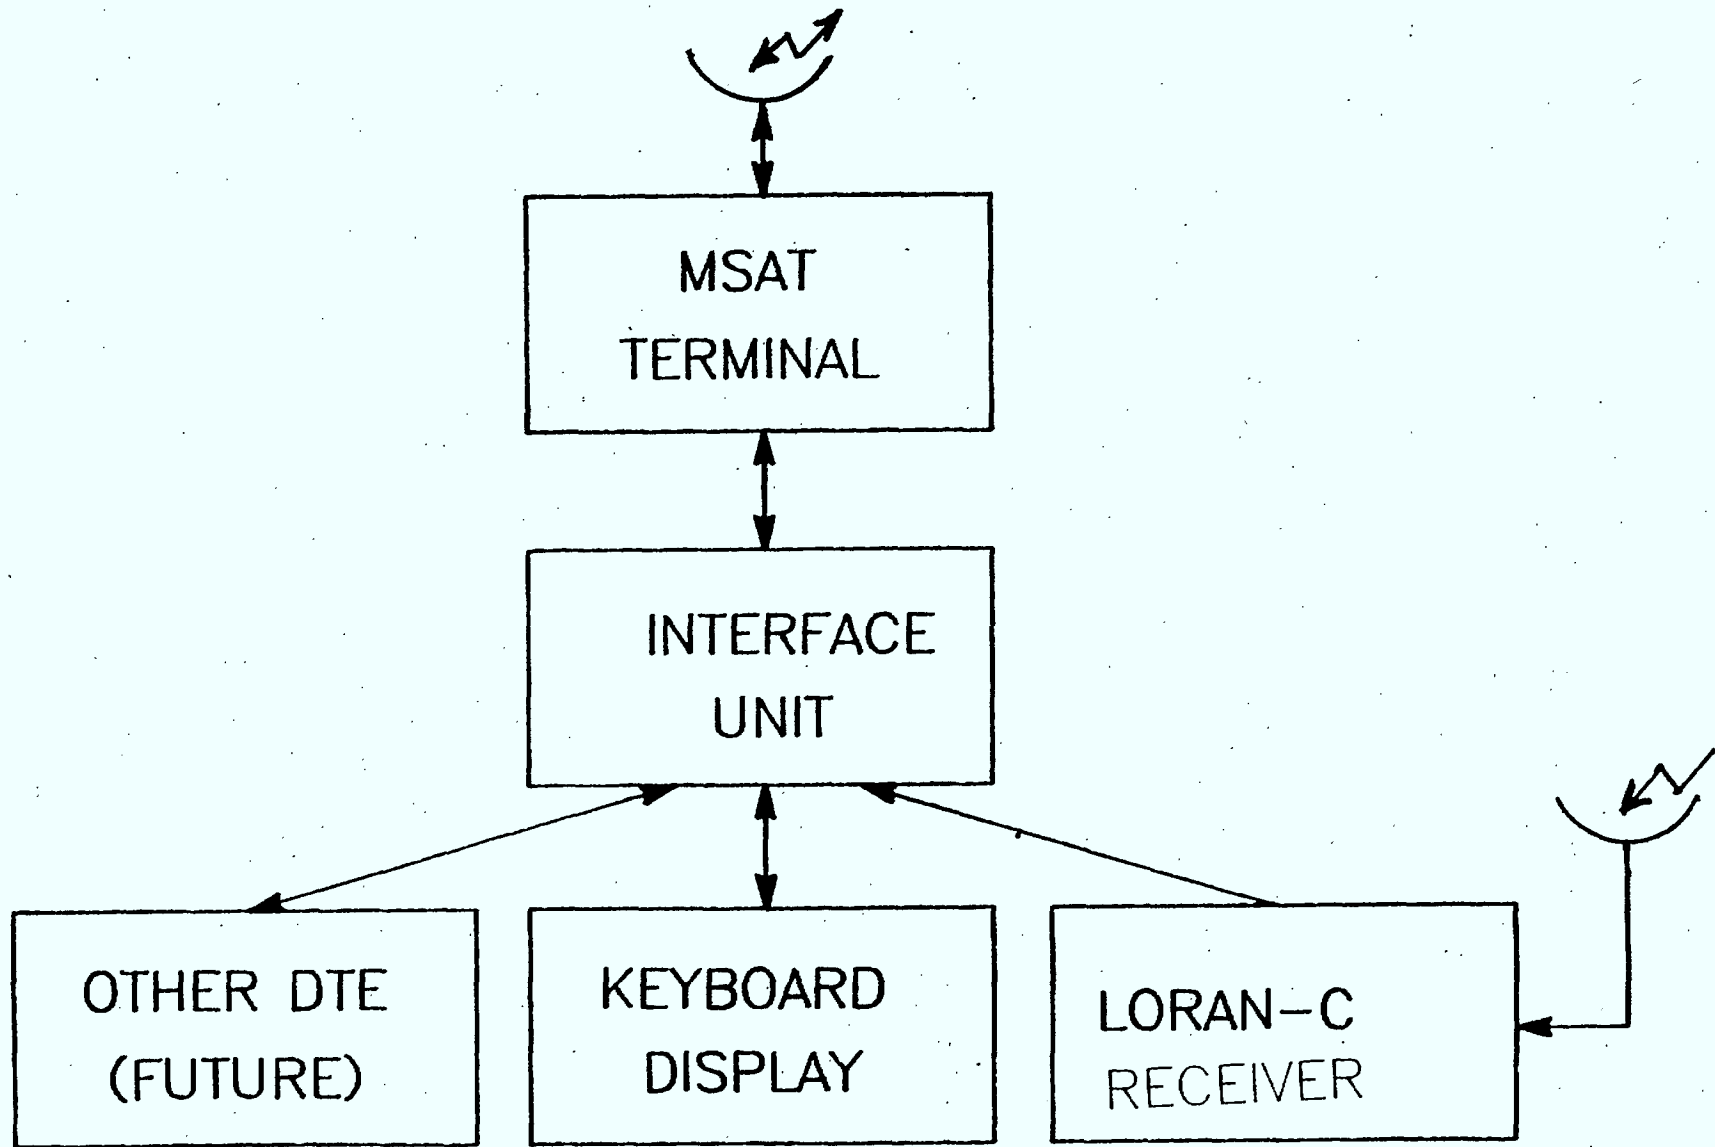 MSAT
TERMINAL
INTERFACE
UNIT
OTHER DTE
(FUTURE)
KEYBOARD
DISPLAY
LORAN-C
RECEIVER